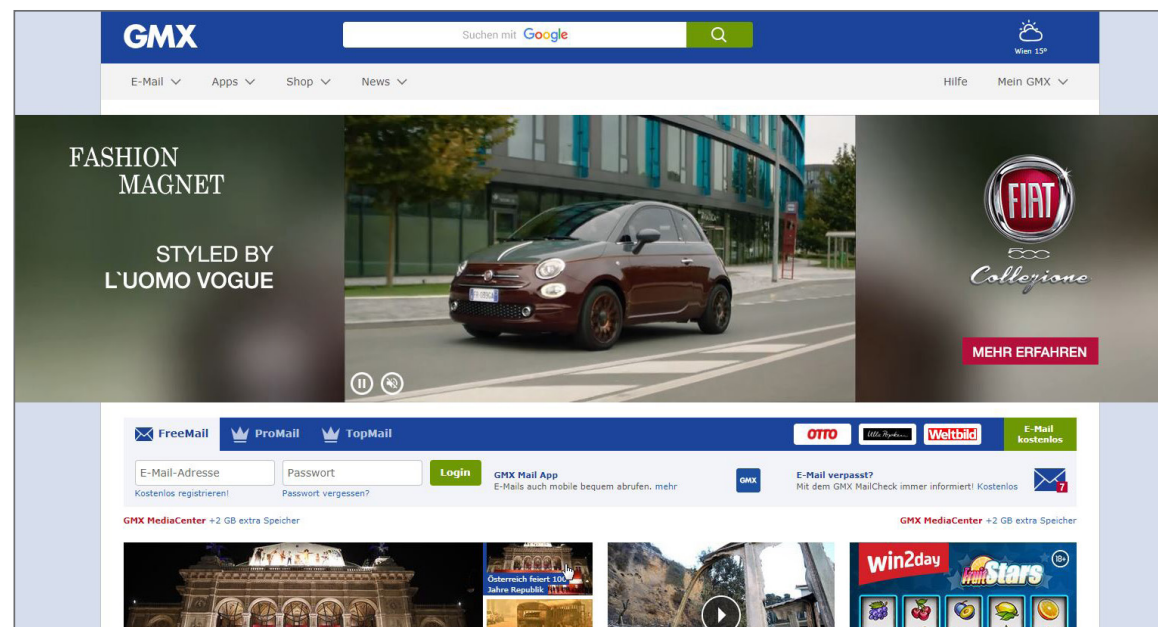 GMX
Suchen mit Google
Wien 15°
E-Mail
Apps
Shop
News
Hilfe
Mein GMX
FASHION
MAGNET
STYLED BY
L`UOMO VOGUE
FIAT
500
Collezione
MEHR ERFAHREN
FreeMail
ProMail
TopMail
OTTO
Weltbild
E-Mail
kostenlos
E-Mail-Adresse
Passwort
Login
Kostenlos registrieren!
Passwort vergessen?
GMX Mail App
E-Mails auch mobile bequem abrufen. mehr
GMX
E-Mail verpasst?
Mit dem GMX MailCheck immer informiert! Kostenlos
7
GMX MediaCenter +2 GB extra Speicher
GMX MediaCenter +2 GB extra Speicher
Österreich feiert 100
Jahre Republik
win2day
FruitStars
18+